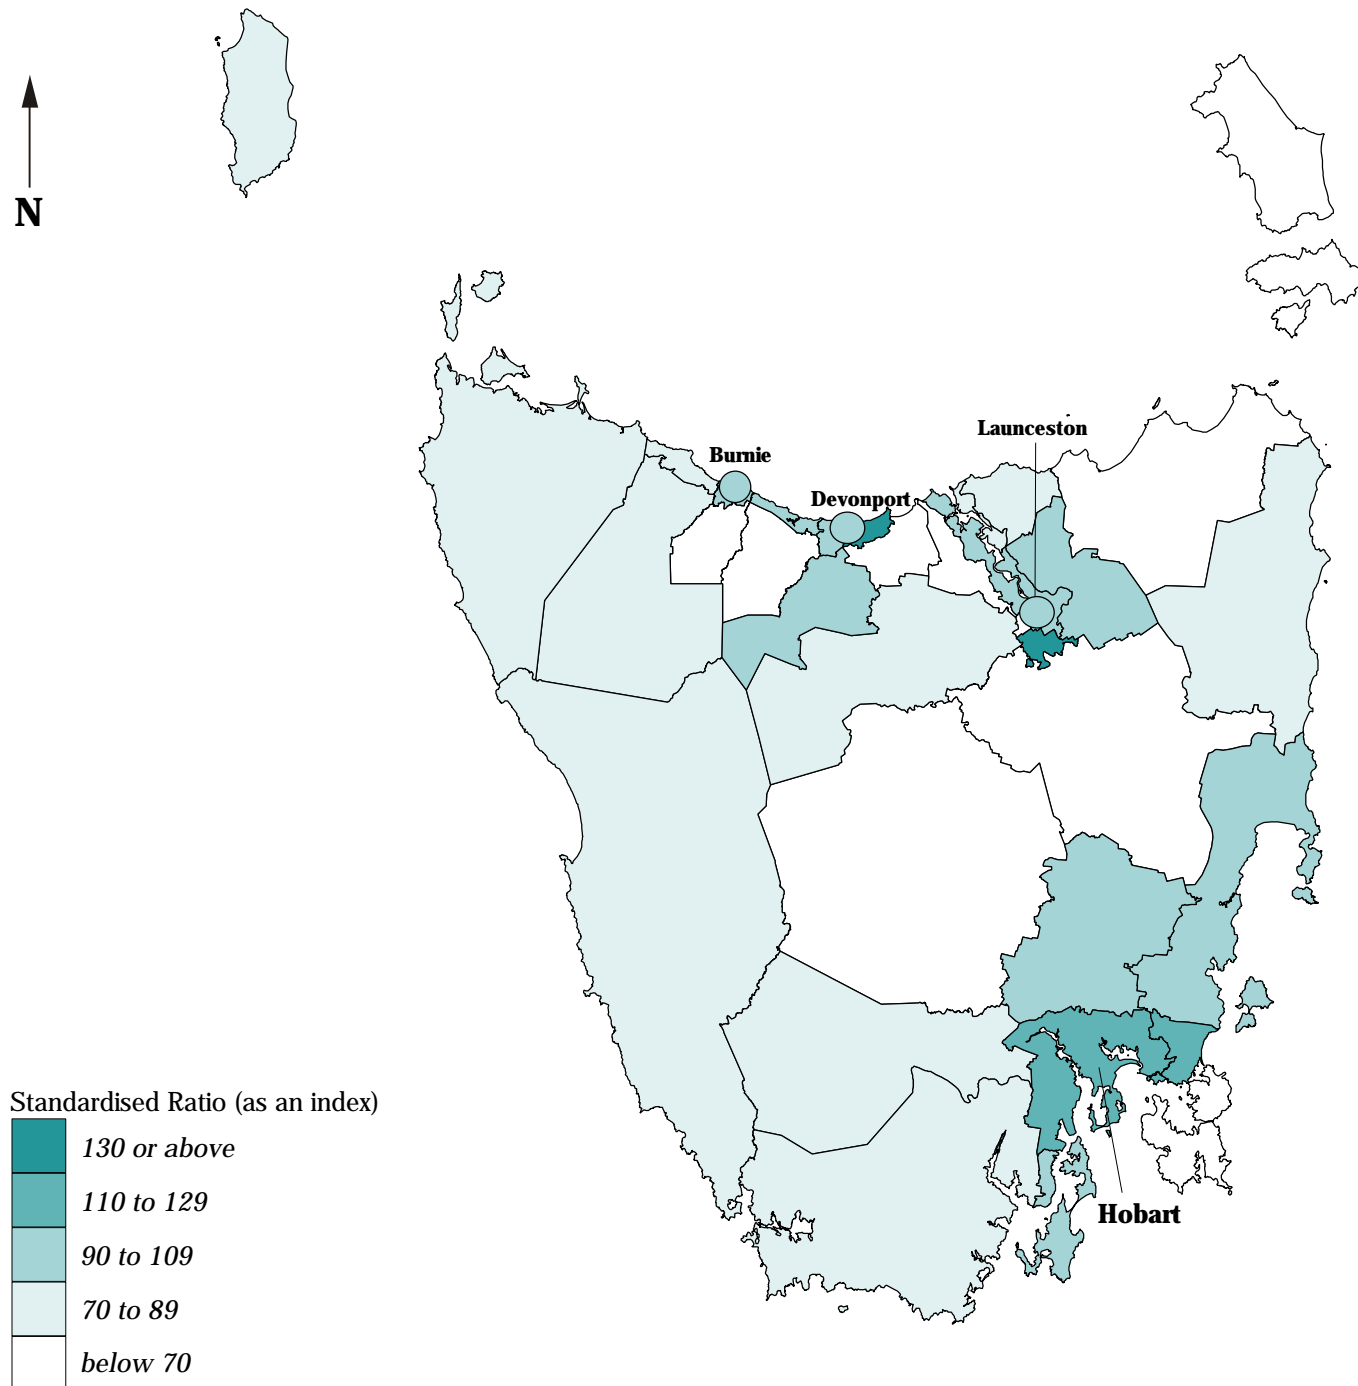 N
Launceston
Burnie
Devonport
Hobart
Standardised Ratio (as an index)
130 or above
110 to 129
90 to 109
70 to 89
below 70